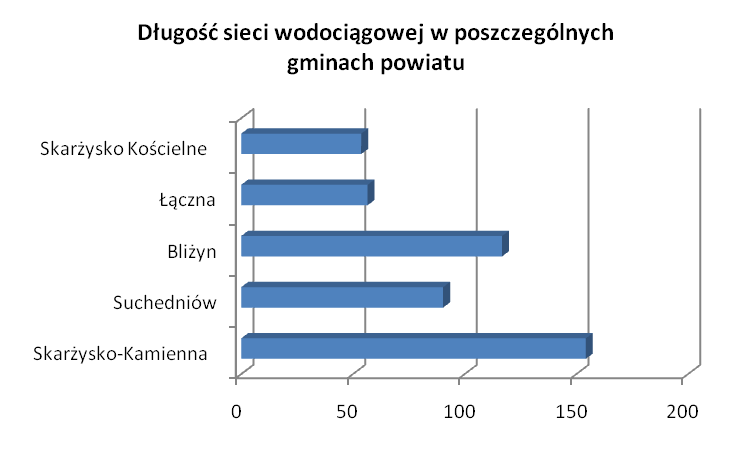 Długość sieci wodociągowej w poszczególnych
gminach powiatu
Skarżysko Kościelne
Łączna
Bliżyn
Suchedniów
Skarżysko-Kamienna
0 50 100 150 200